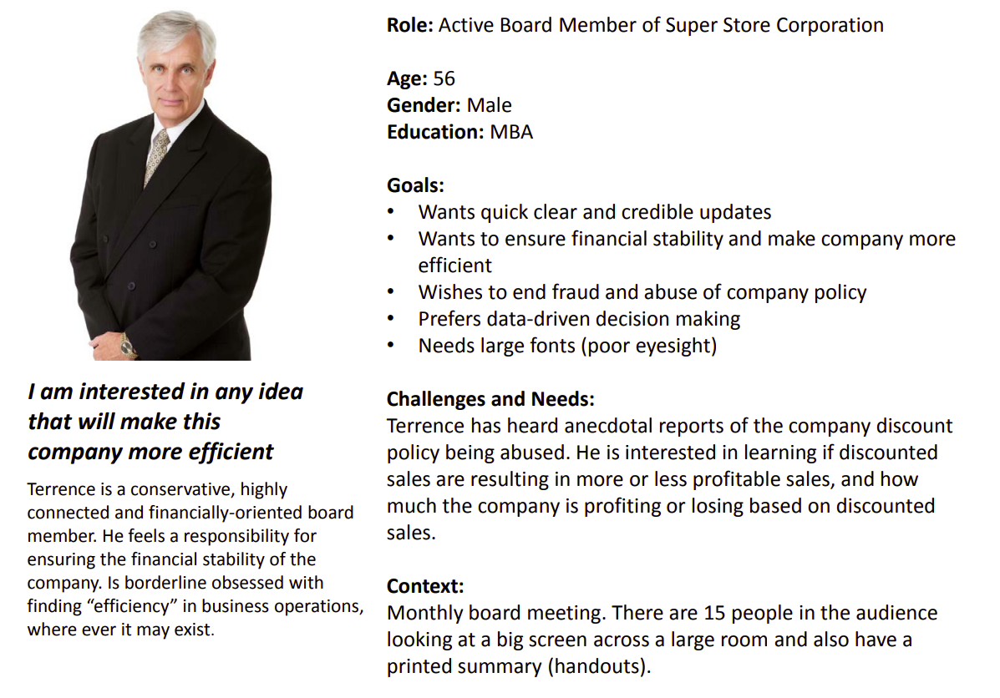 Role: Active Board Member of Super Store Corporation
Age: 56
Gender: Male
Education: MBA
Goals:
• Wants quick clear and credible updates
• Wants to ensure financial stability and make company more
efficient
• Wishes to end fraud and abuse of company policy
• Prefers data-driven decision making
• Needs large fonts (poor eyesight)
Challenges and Needs:
Terrence has heard anecdotal reports of the company discount
policy being abused. He is interested in learning if discounted
sales are resulting in more or less profitable sales, and how
much the company is profiting or losing based on discounted
sales.
Context:
Monthly board meeting. There are 15 people in the audience
looking at a big screen across a large room and also have a
printed summary (handouts).
I am interested in any idea
that will make this
company more efficient
Terrence is a conservative, highly
connected and financially-oriented board
member. He feels a responsibility for
ensuring the financial stability of the
company. Is borderline obsessed with
finding “efficiency” in business operations,
where ever it may exist.